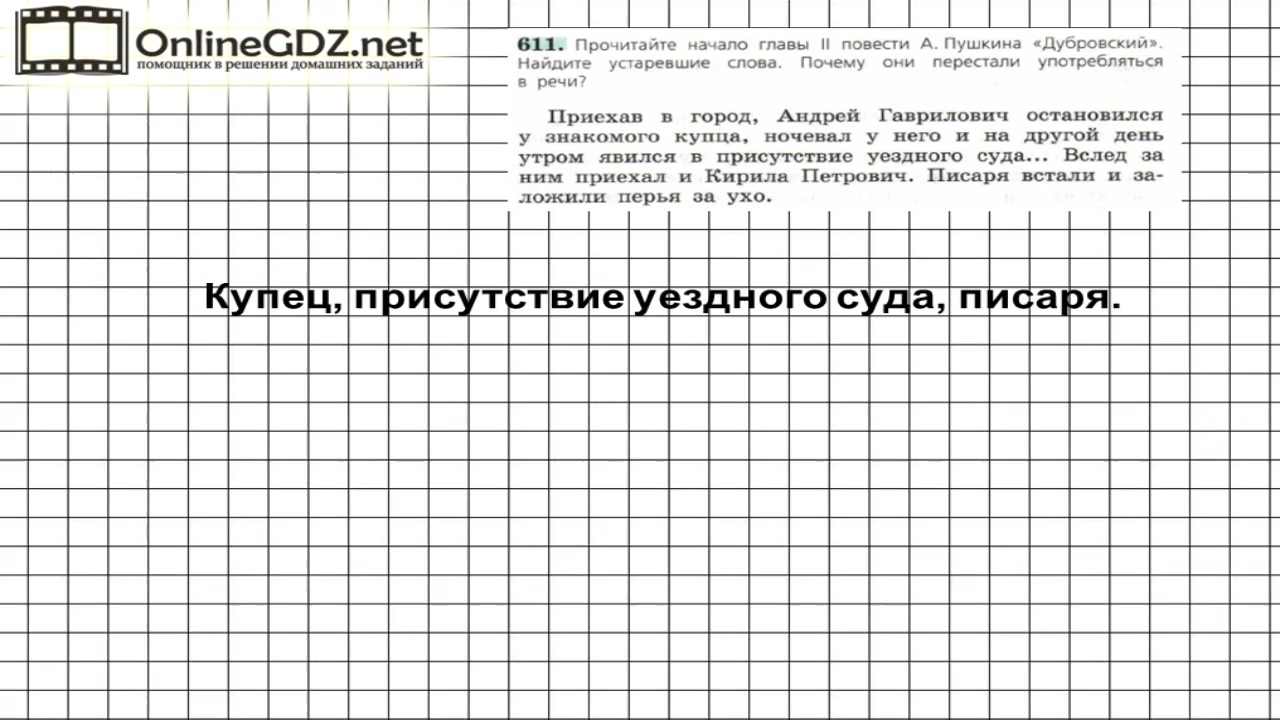 OnlineGDZ.net
помощник в решении домашних заданий
611. Прочитайте начало главы II повести А. Пушкина «Дубровский».
Найдите устаревшие слова. Почему они перестали употребляться
в речи?
Приехав в город, Андрей Гаврилович остановился
у знакомого купца, ночевал у него и на другой день
утром явился в присутствие уездного суда... Вслед за
ним приехал и Кирила Петрович. Писаря встали и за-
ложили перья за ухо.
Купец, присутствие уездного суда, писаря.